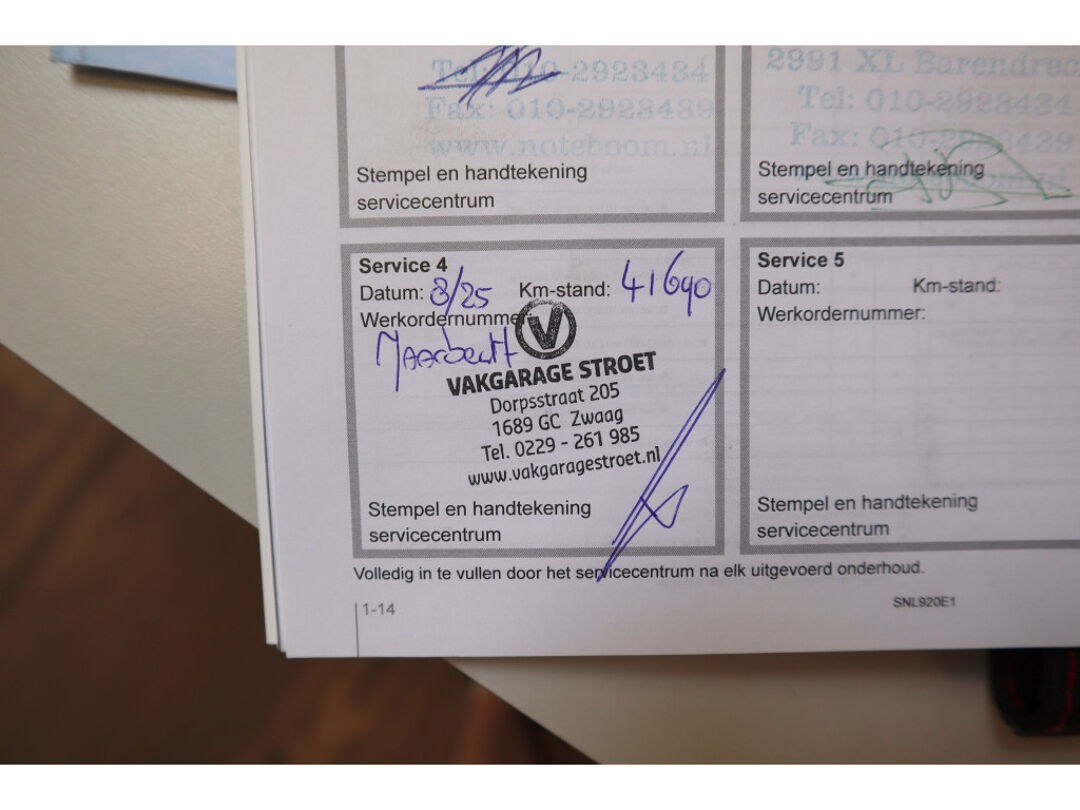 Tel: 010-2923434
Fax: 010-2923439
www.noteboom.nl
Stempel en handtekening
servicecentrum
2991 XL Barendrec
Tel: 010-2923434
Fax: 010-2923439
Stempel en handtekening
servicecentrum
Service 4
Datum: 8/25 Km-stand: 41690
Werkordernummer
V
VAKGARAGE STROET
Dorpsstraat 205
1689 GC Zwaag
Tel. 0229 - 261 985
www.vakgaragestroet.nl
Stempel en handtekening
servicecentrum
Service 5
Datum: Km-stand:
Werkordernummer:
Stempel en handtekening
servicecentrum
Volledig in te vullen door het servicecentrum na elk uitgevoerd onderhoud.
1-14
SNL920E1